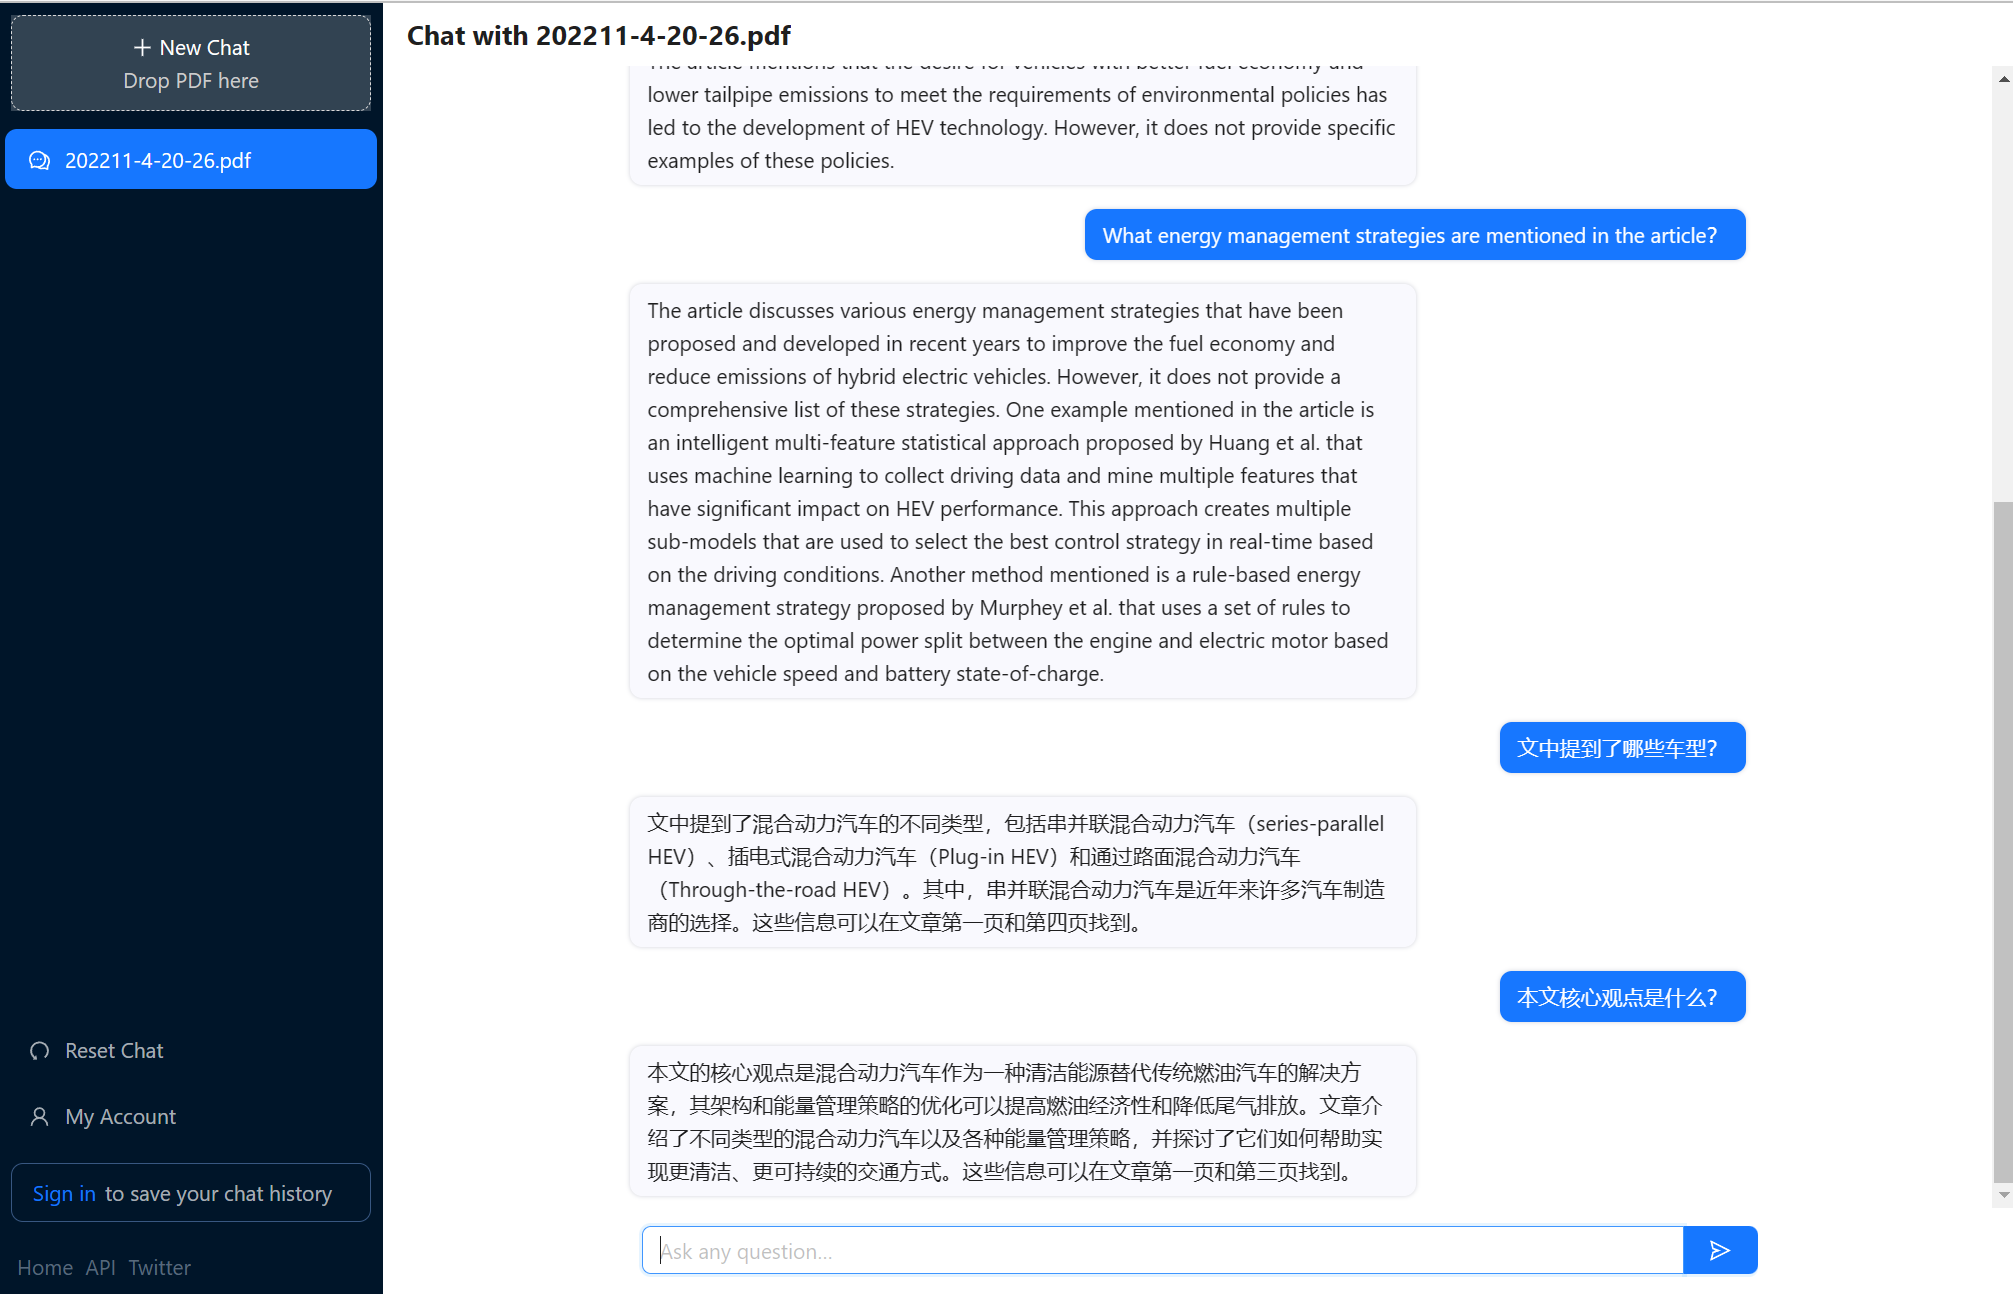 New Chat
Drop PDF here
202211-4-20-26.pdf
Reset Chat
My Account
Sign in to save your chat history
Home API Twitter
Chat with 202211-4-20-26.pdf
The article mentions that the desire for vehicles with better fuel economy and
lower tailpipe emissions to meet the requirements of environmental policies has
led to the development of HEV technology. However, it does not provide specific
examples of these policies.
What energy management strategies are mentioned in the article?
The article discusses various energy management strategies that have been
proposed and developed in recent years to improve the fuel economy and
reduce emissions of hybrid electric vehicles. However, it does not provide a
comprehensive list of these strategies. One example mentioned in the article is
an intelligent multi-feature statistical approach proposed by Huang et al. that
uses machine learning to collect driving data and mine multiple features that
have significant impact on HEV performance. This approach creates multiple
sub-models that are used to select the best control strategy in real-time based
on the driving conditions. Another method mentioned is a rule-based energy
management strategy proposed by Murphey et al. that uses a set of rules to
determine the optimal power split between the engine and electric motor based
on the vehicle speed and battery state-of-charge.
文中提到了哪些车型?
文中提到了混合动力汽车的不同类型，包括串并联混合动力汽车（series-parallel
HEV）、插电式混合动力汽车（Plug-in HEV）和通过路面混合动力汽车
（Through-the-road HEV）。其中，串并联混合动力汽车是近年来许多汽车制造
商的选择。这些信息可以在文章第一页和第四页找到。
本文核心观点是什么?
本文的核心观点是混合动力汽车作为一种清洁能源替代传统燃油汽车的解决方
案，其架构和能量管理策略的优化可以提高燃油经济性和降低尾气排放。文章介
绍了不同类型的混合动力汽车以及各种能量管理策略，并探讨了它们如何帮助实
现更清洁、更可持续的交通方式。这些信息可以在文章第一页和第三页找到。
Ask any question...